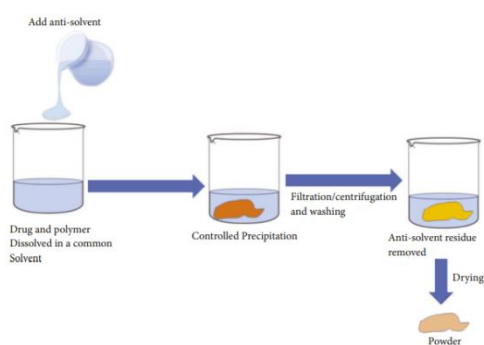 Add anti-solvent
Drug and polymer
Dissolved in a common
Solvent
Controlled Precipitation
Filtration/centrifugation
and washing
Anti-solvent residue
removed
Drying
Powder